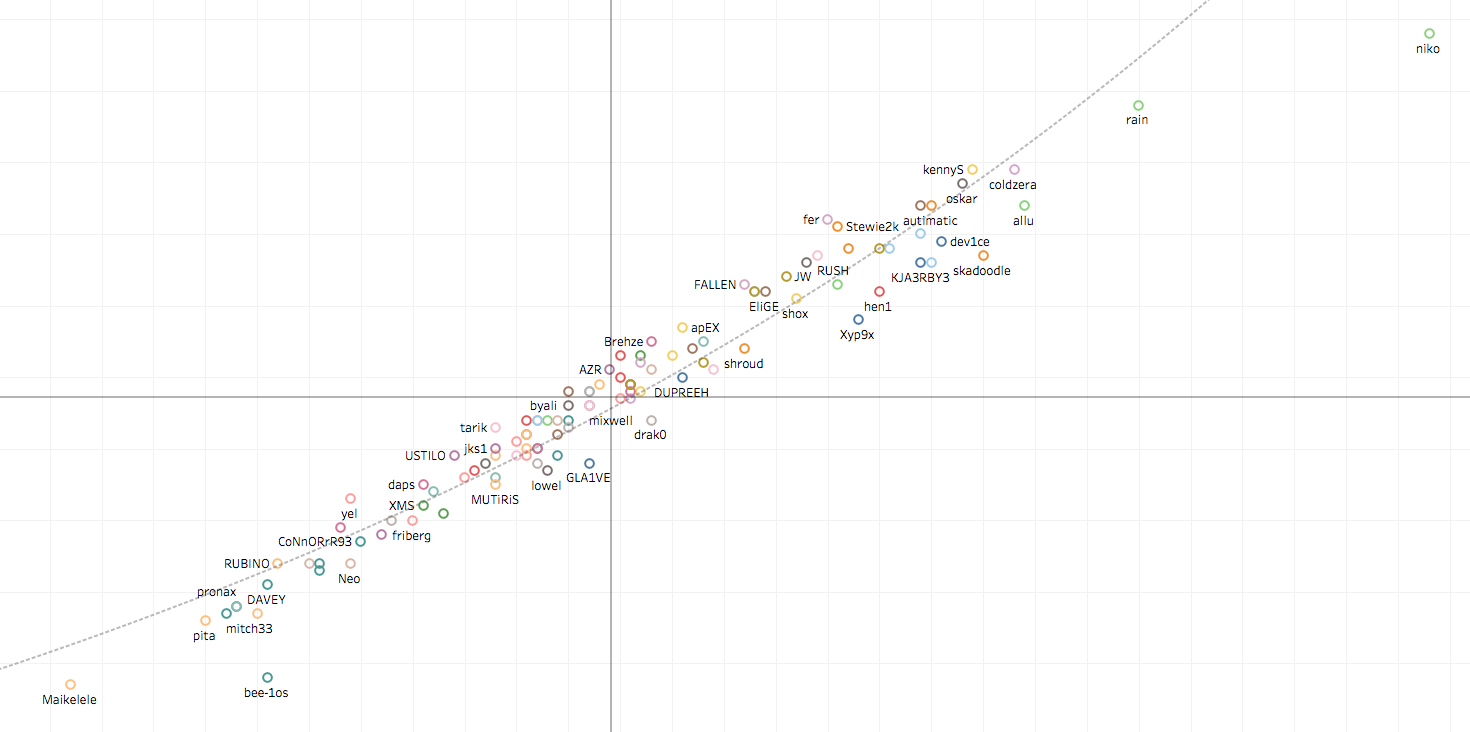 niko
rain
kennyS
coldzera
oskar
fer
autimatic
allu
Stewie2k
dev1ce
RUSH
skadoodle
JW
KJA3RBY3
FALLEN
EliGE
shox
hen1
apEX
Xyp9x
Brehze
shroud
AZR
DUPREEH
byali
mixwell
tarik
drak0
jks1
USTILO
GLA1VE
daps
lowel
MUTiRiS
XMS
yel
friberg
CoNnORrR93
RUBINO
Neo
pronax
DAVEY
mitch33
pita
bee-1os
Maikelele